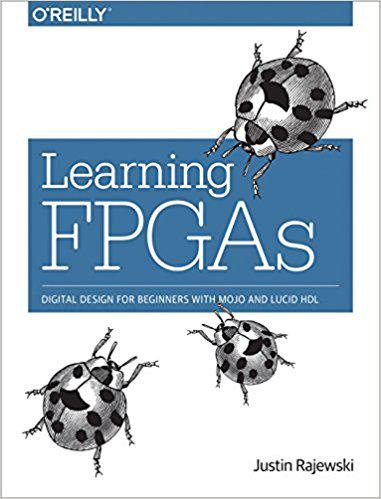 O'REILLY®
Learning
FPGAs
DIGITAL DESIGN FOR BEGINNERS WITH MOJO AND LUCID HDL
Justin Rajewski